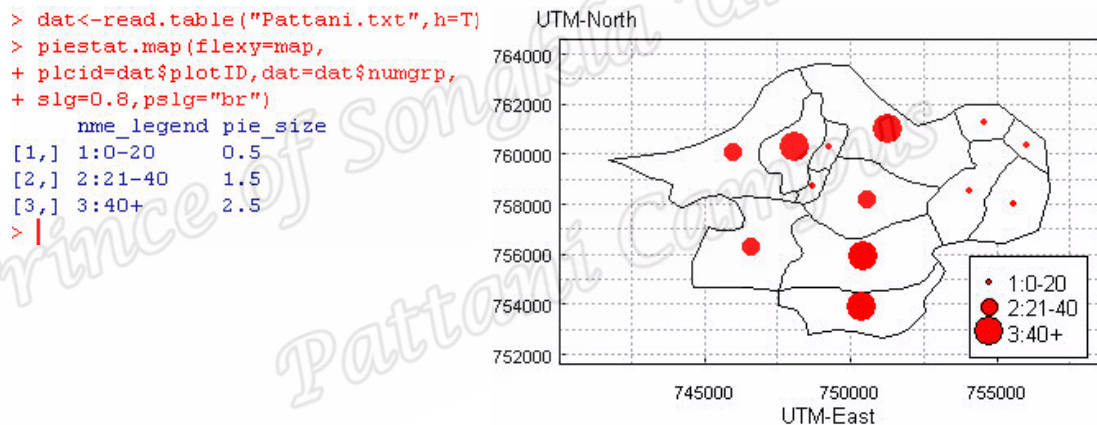 > dat<-read.table("Pattani.txt",h=T)
> piestat.map(flexy=map,
+ plcid=dat$plotID,dat=dat$numgrp,
+ slg=0.8,pslg="br")
nme_legend pie_size
[1,] 1:0-20 0.5
[2,] 2:21-40 1.5
[3,] 3:40+ 2.5
>
UTM-North
764000
762000
760000
758000
756000
754000
752000
745000 750000 755000
UTM-East
1:0-20
2:21-40
3:40+
Prince of Songkla
Pattani Campus